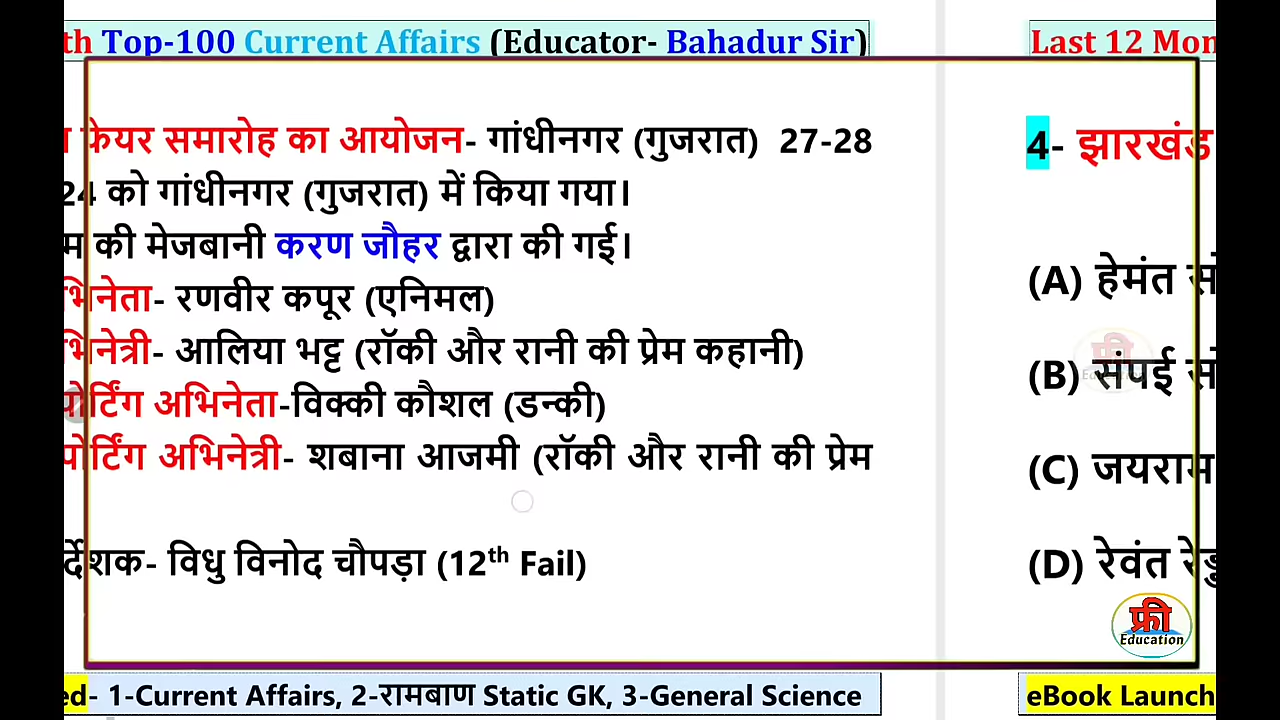 th Top-100 Current Affairs (Educator- Bahadur Sir)
फेयर समारोह का आयोजन- गांधीनगर (गुजरात) 27-28
24 को गांधीनगर (गुजरात) में किया गया।
म की मेजबानी करण जौहर द्वारा की गई।
भिनेता- रणवीर कपूर (एनिमल)
भिनेत्री- आलिया भट्ट (रॉकी और रानी की प्रेम कहानी)
पोर्टिंग अभिनेता-विक्की कौशल (डन्की)
पोर्टिंग अभिनेत्री- शबाना आजमी (रॉकी और रानी की प्रेम
र्देशक- विधु विनोद चौपड़ा (12th Fail)
ed- 1-Current Affairs, 2-रामबाण Static GK, 3-General Science
Last 12 Mon
4- झारखंड
(A) हेमंत सो
(B) संपई सो
(C) जयराम
(D) रेवंत रेड्ड
फ्री
Education
फ्री
Education
eBook Launch